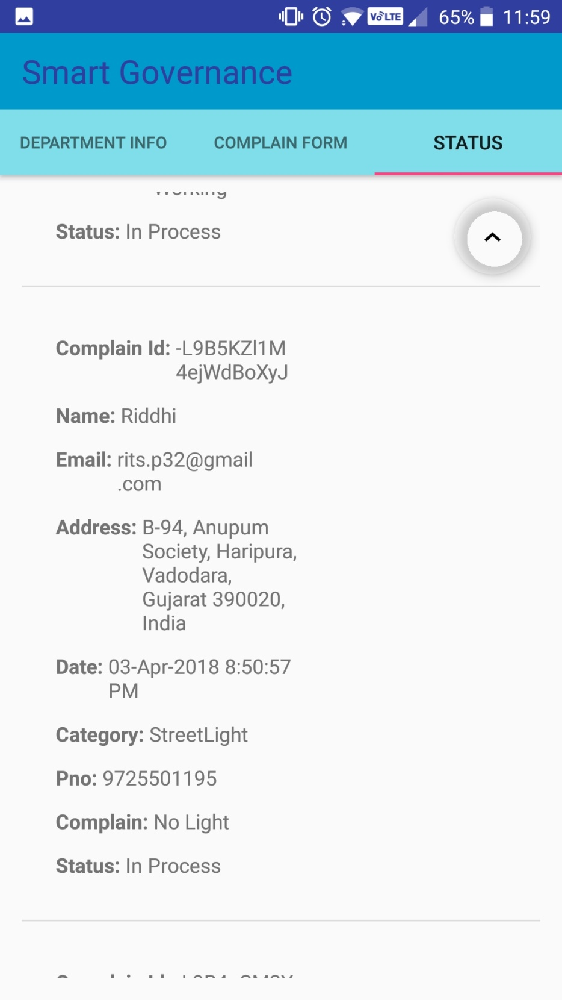 VoLTE 65% 11:59
Smart Governance
DEPARTMENT INFO COMPLAIN FORM STATUS
Working
Status: In Process
Complain Id: -L9B5KZl1M
4ejWdBoXyJ
Name: Riddhi
Email: rits.p32@gmail
.com
Address: B-94, Anupum
Society, Haripura,
Vadodara,
Gujarat 390020,
India
Date: 03-Apr-2018 8:50:57
PM
Category: StreetLight
Pno: 9725501195
Complain: No Light
Status: In Process
Complain Id: